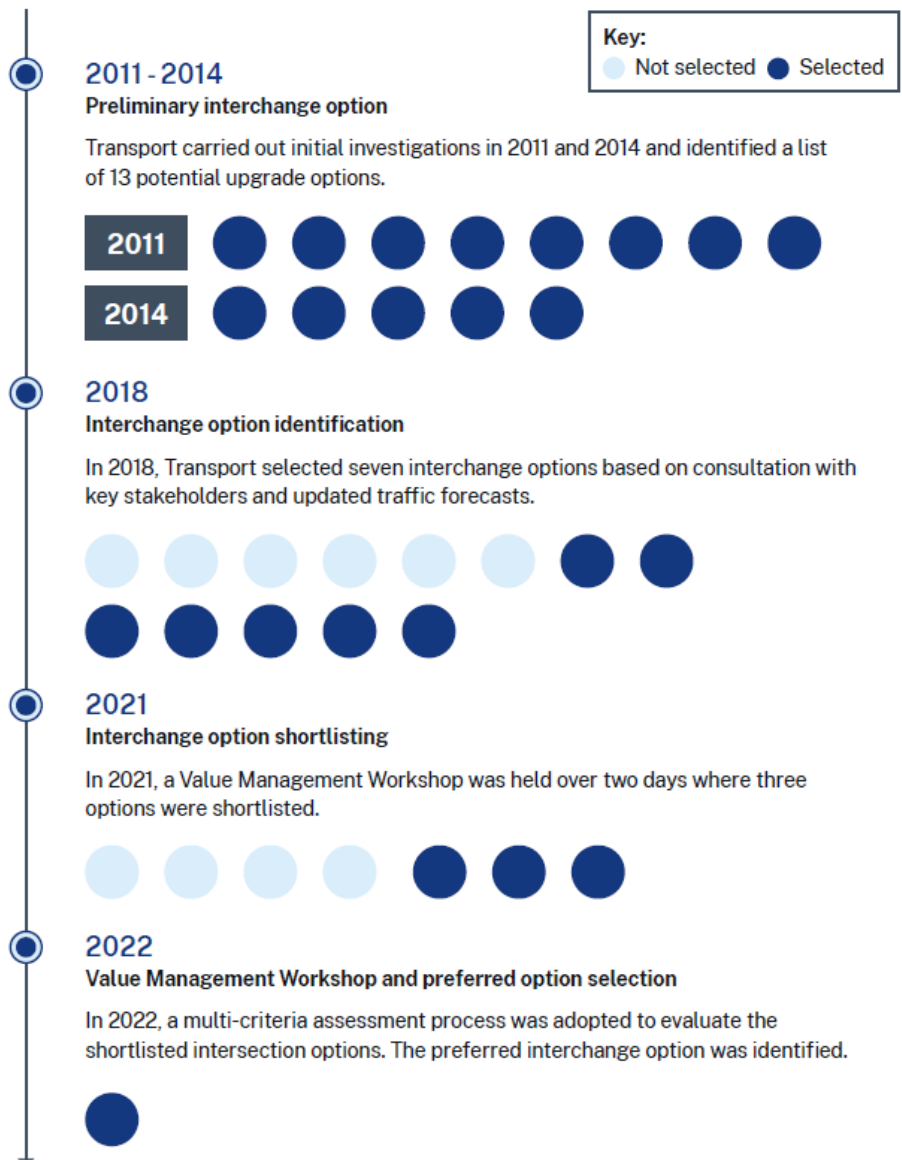 Key:
Not selected Selected
2011 - 2014
Preliminary interchange option
Transport carried out initial investigations in 2011 and 2014 and identified a list
of 13 potential upgrade options.
2011
2014
2018
Interchange option identification
In 2018, Transport selected seven interchange options based on consultation with
key stakeholders and updated traffic forecasts.
2021
Interchange option shortlisting
In 2021, a Value Management Workshop was held over two days where three
options were shortlisted.
2022
Value Management Workshop and preferred option selection
In 2022, a multi-criteria assessment process was adopted to evaluate the
shortlisted intersection options. The preferred interchange option was identified.